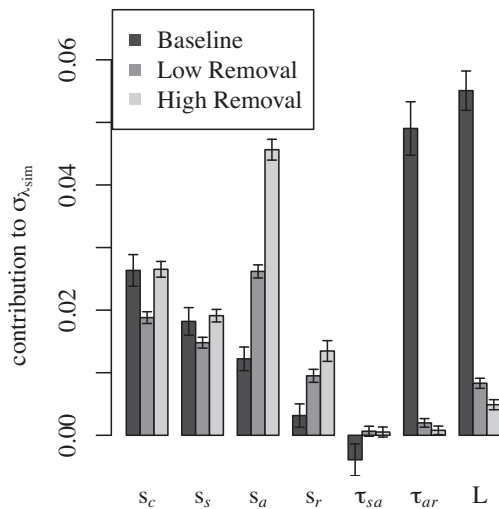 Baseline
Low Removal
High Removal
contribution to σλsim
0.06
0.04
0.02
0.00
sc ss sa sr τsa τar L